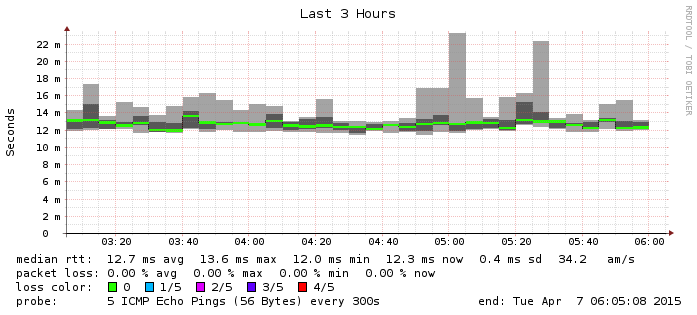 Last 3 Hours
RRDTOOL / TOBI OETIKER
Seconds
22 m
20 m
18 m
16 m
14 m
12 m
10 m
8 m
6 m
4 m
2 m
0
03:20 03:40 04:00 04:20 04:40 05:00 05:20 05:40 06:00
median rtt: 12.7 ms avg 13.6 ms max 12.0 ms min 12.3 ms now 0.4 ms sd 34.2 am/s
packet loss: 0.00 % avg 0.00 % max 0.00 % min 0.00 % now
loss color: 0 1/5 2/5 3/5 4/5
probe: 5 ICMP Echo Pings (56 Bytes) every 300s end: Tue Apr 7 06:05:08 2015